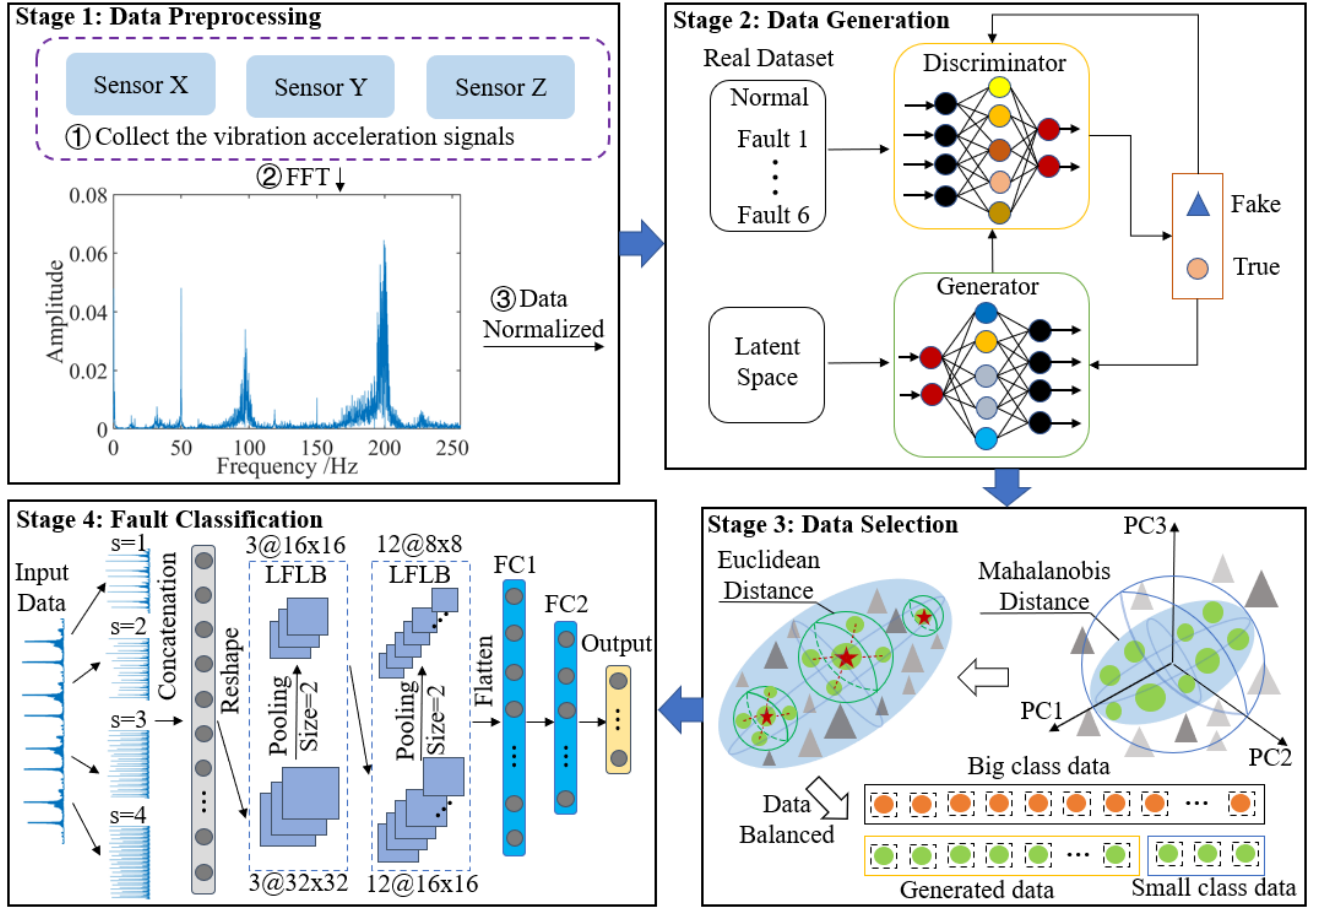 Stage 1: Data Preprocessing
Sensor X
Sensor Y
Sensor Z
① Collect the vibration acceleration signals
② FFT
0.08
0.06
0.04
0.02
0
Amplitude
0
50
100
150
200
250
Frequency /Hz
③ Data
Normalized
Stage 2: Data Generation
Real Dataset
Normal
Fault 1
Fault 6
Discriminator
Fake
True
Generator
Latent
Space
Stage 3: Data Selection
Euclidean
Distance
Mahalanobis
Distance
PC3
PC1
PC2
Big class data
Data
Balanced
Generated data
Small class data
Stage 4: Fault Classification
Input
Data
s=1
s=2
s=3
s=4
Concatenation
Reshape
3@16x16
LFLB
Pooling
Size=2
3@32x32
12@8x8
LFLB
Pooling
Size=2
12@16x16
Flatten
FC1
FC2
Output